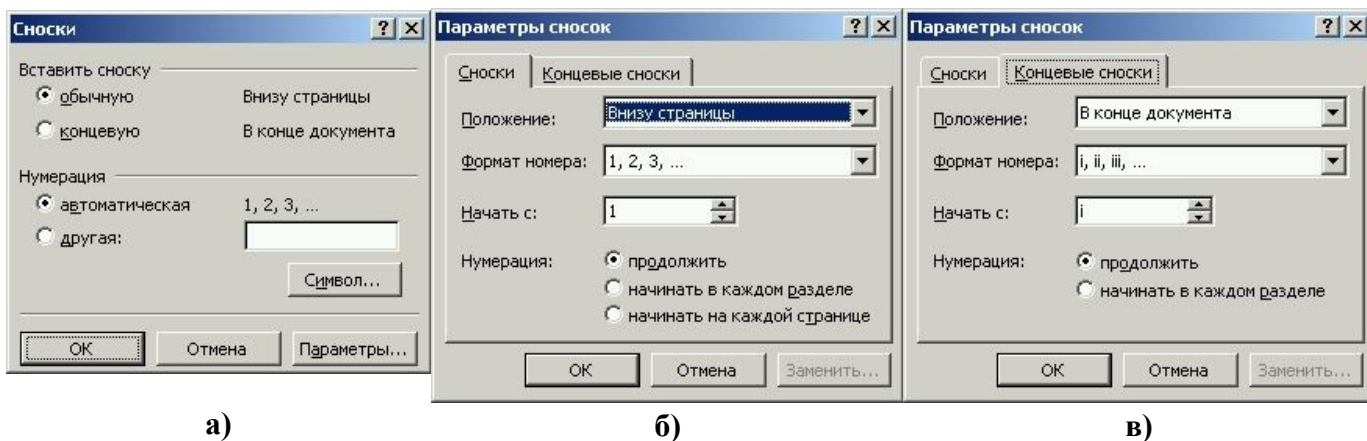 Сноски
Вставить сноску
обычную Внизу страницы
концевую В конце документа
Нумерация
автоматическая 1, 2, 3, ...
другая:
Символ...
ОК Отмена Параметры...
а)
Параметры сносок
Сноски Концевые сноски
Положение: Внизу страницы
Формат номера: 1, 2, 3, ...
Начать с: 1
Нумерация: продолжить
начинать в каждом разделе
начинать на каждой странице
ОК Отмена Заменить...
б)
Параметры сносок
Сноски Концевые сноски
Положение: В конце документа
Формат номера: i, ii, iii, ...
Начать с: i
Нумерация: продолжить
начинать в каждом разделе
ОК Отмена Заменить...
в)